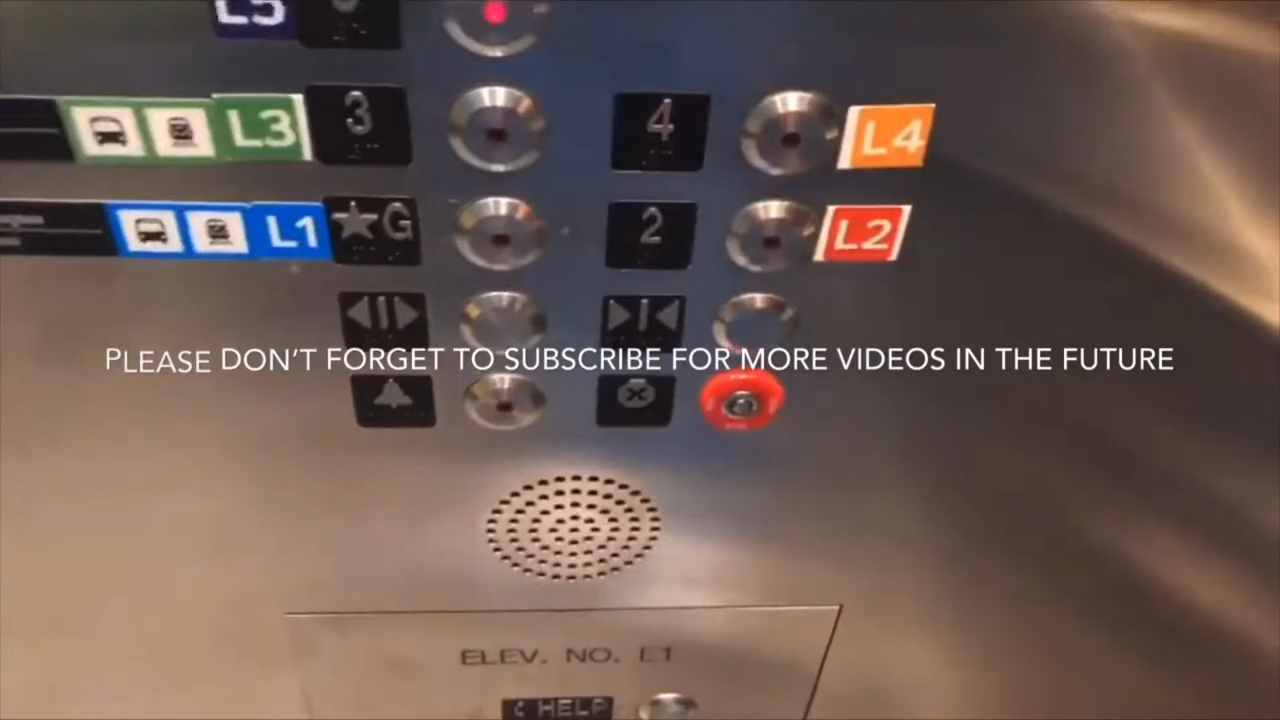 L5
L3 3 4 L4
L1 ★G 2 L2
PLEASE DON'T FORGET TO SUBSCRIBE FOR MORE VIDEOS IN THE FUTURE
ELEV. NO. E1
HELP